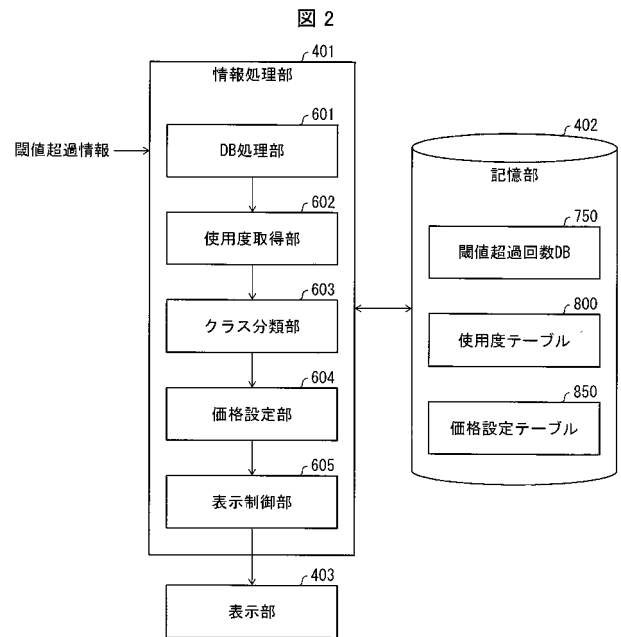 図 2
401
情報処理部
閾値超過情報
601
DB処理部
602
使用度取得部
603
クラス分類部
604
価格設定部
605
表示制御部
403
表示部
402
記憶部
750
閾値超過回数DB
800
使用度テーブル
850
価格設定テーブル